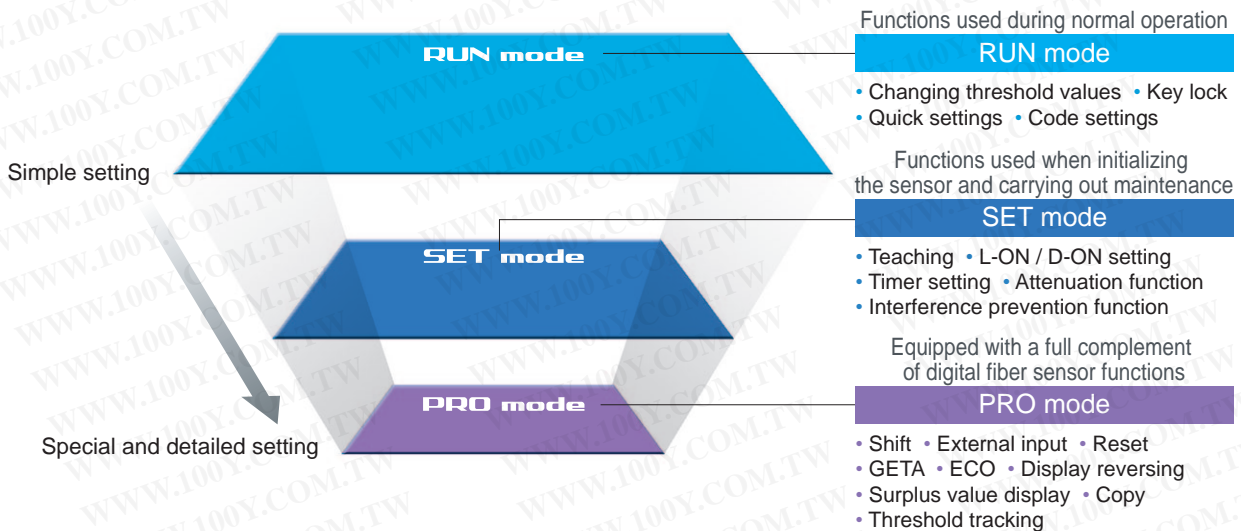 Functions used during normal operation
RUN mode
RUN mode
• Changing threshold values • Key lock
• Quick settings • Code settings
Simple setting
Functions used when initializing
the sensor and carrying out maintenance
SET mode
SET mode
• Teaching • L-ON / D-ON setting
• Timer setting • Attenuation function
• Interference prevention function
Equipped with a full complement
of digital fiber sensor functions
PRO mode
PRO mode
Special and detailed setting
• Shift • External input • Reset
• GETA • ECO • Display reversing
• Surplus value display • Copy
• Threshold tracking
WWW.100Y.COM.TW